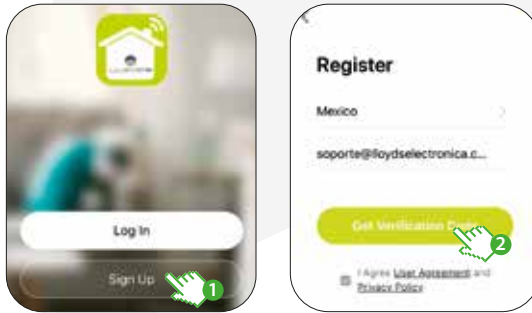 Log In
Sign Up
1
Register
Mexico
soporte@lloydselectronica.c...
Get Verification Code
2
I Agree User Agreement and
Privacy Policy